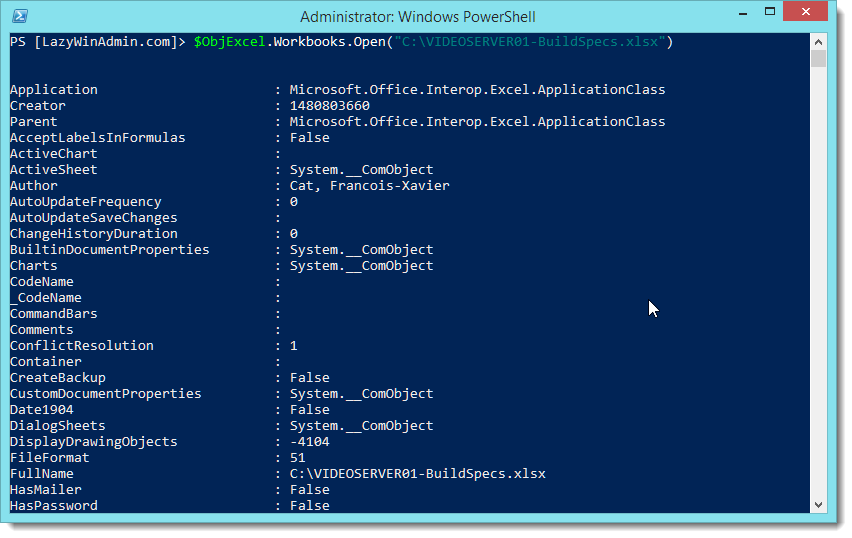 Administrator: Windows PowerShell
PS [LazyWinAdmin.com]> $ObjExcel.Workbooks.Open("C:\VIDEOSERVER01-BuildSpecs.xlsx")
Application : Microsoft.Office.Interop.Excel.ApplicationClass
Creator : 1480803660
Parent : Microsoft.Office.Interop.Excel.ApplicationClass
AcceptLabelsInFormulas : False
ActiveChart :
ActiveSheet : System.__ComObject
Author : Cat, Francois-Xavier
AutoUpdateFrequency : 0
AutoUpdateSaveChanges :
ChangeHistoryDuration : 0
BuiltinDocumentProperties : System.__ComObject
Charts : System.__ComObject
CodeName :
_CodeName :
CommandBars :
Comments :
ConflictResolution : 1
Container :
CreateBackup : False
CustomDocumentProperties : System.__ComObject
Date1904 : False
DialogSheets : System.__ComObject
DisplayDrawingObjects : -4104
FileFormat : 51
FullName : C:\VIDEOSERVER01-BuildSpecs.xlsx
HasMailer : False
HasPassword : False